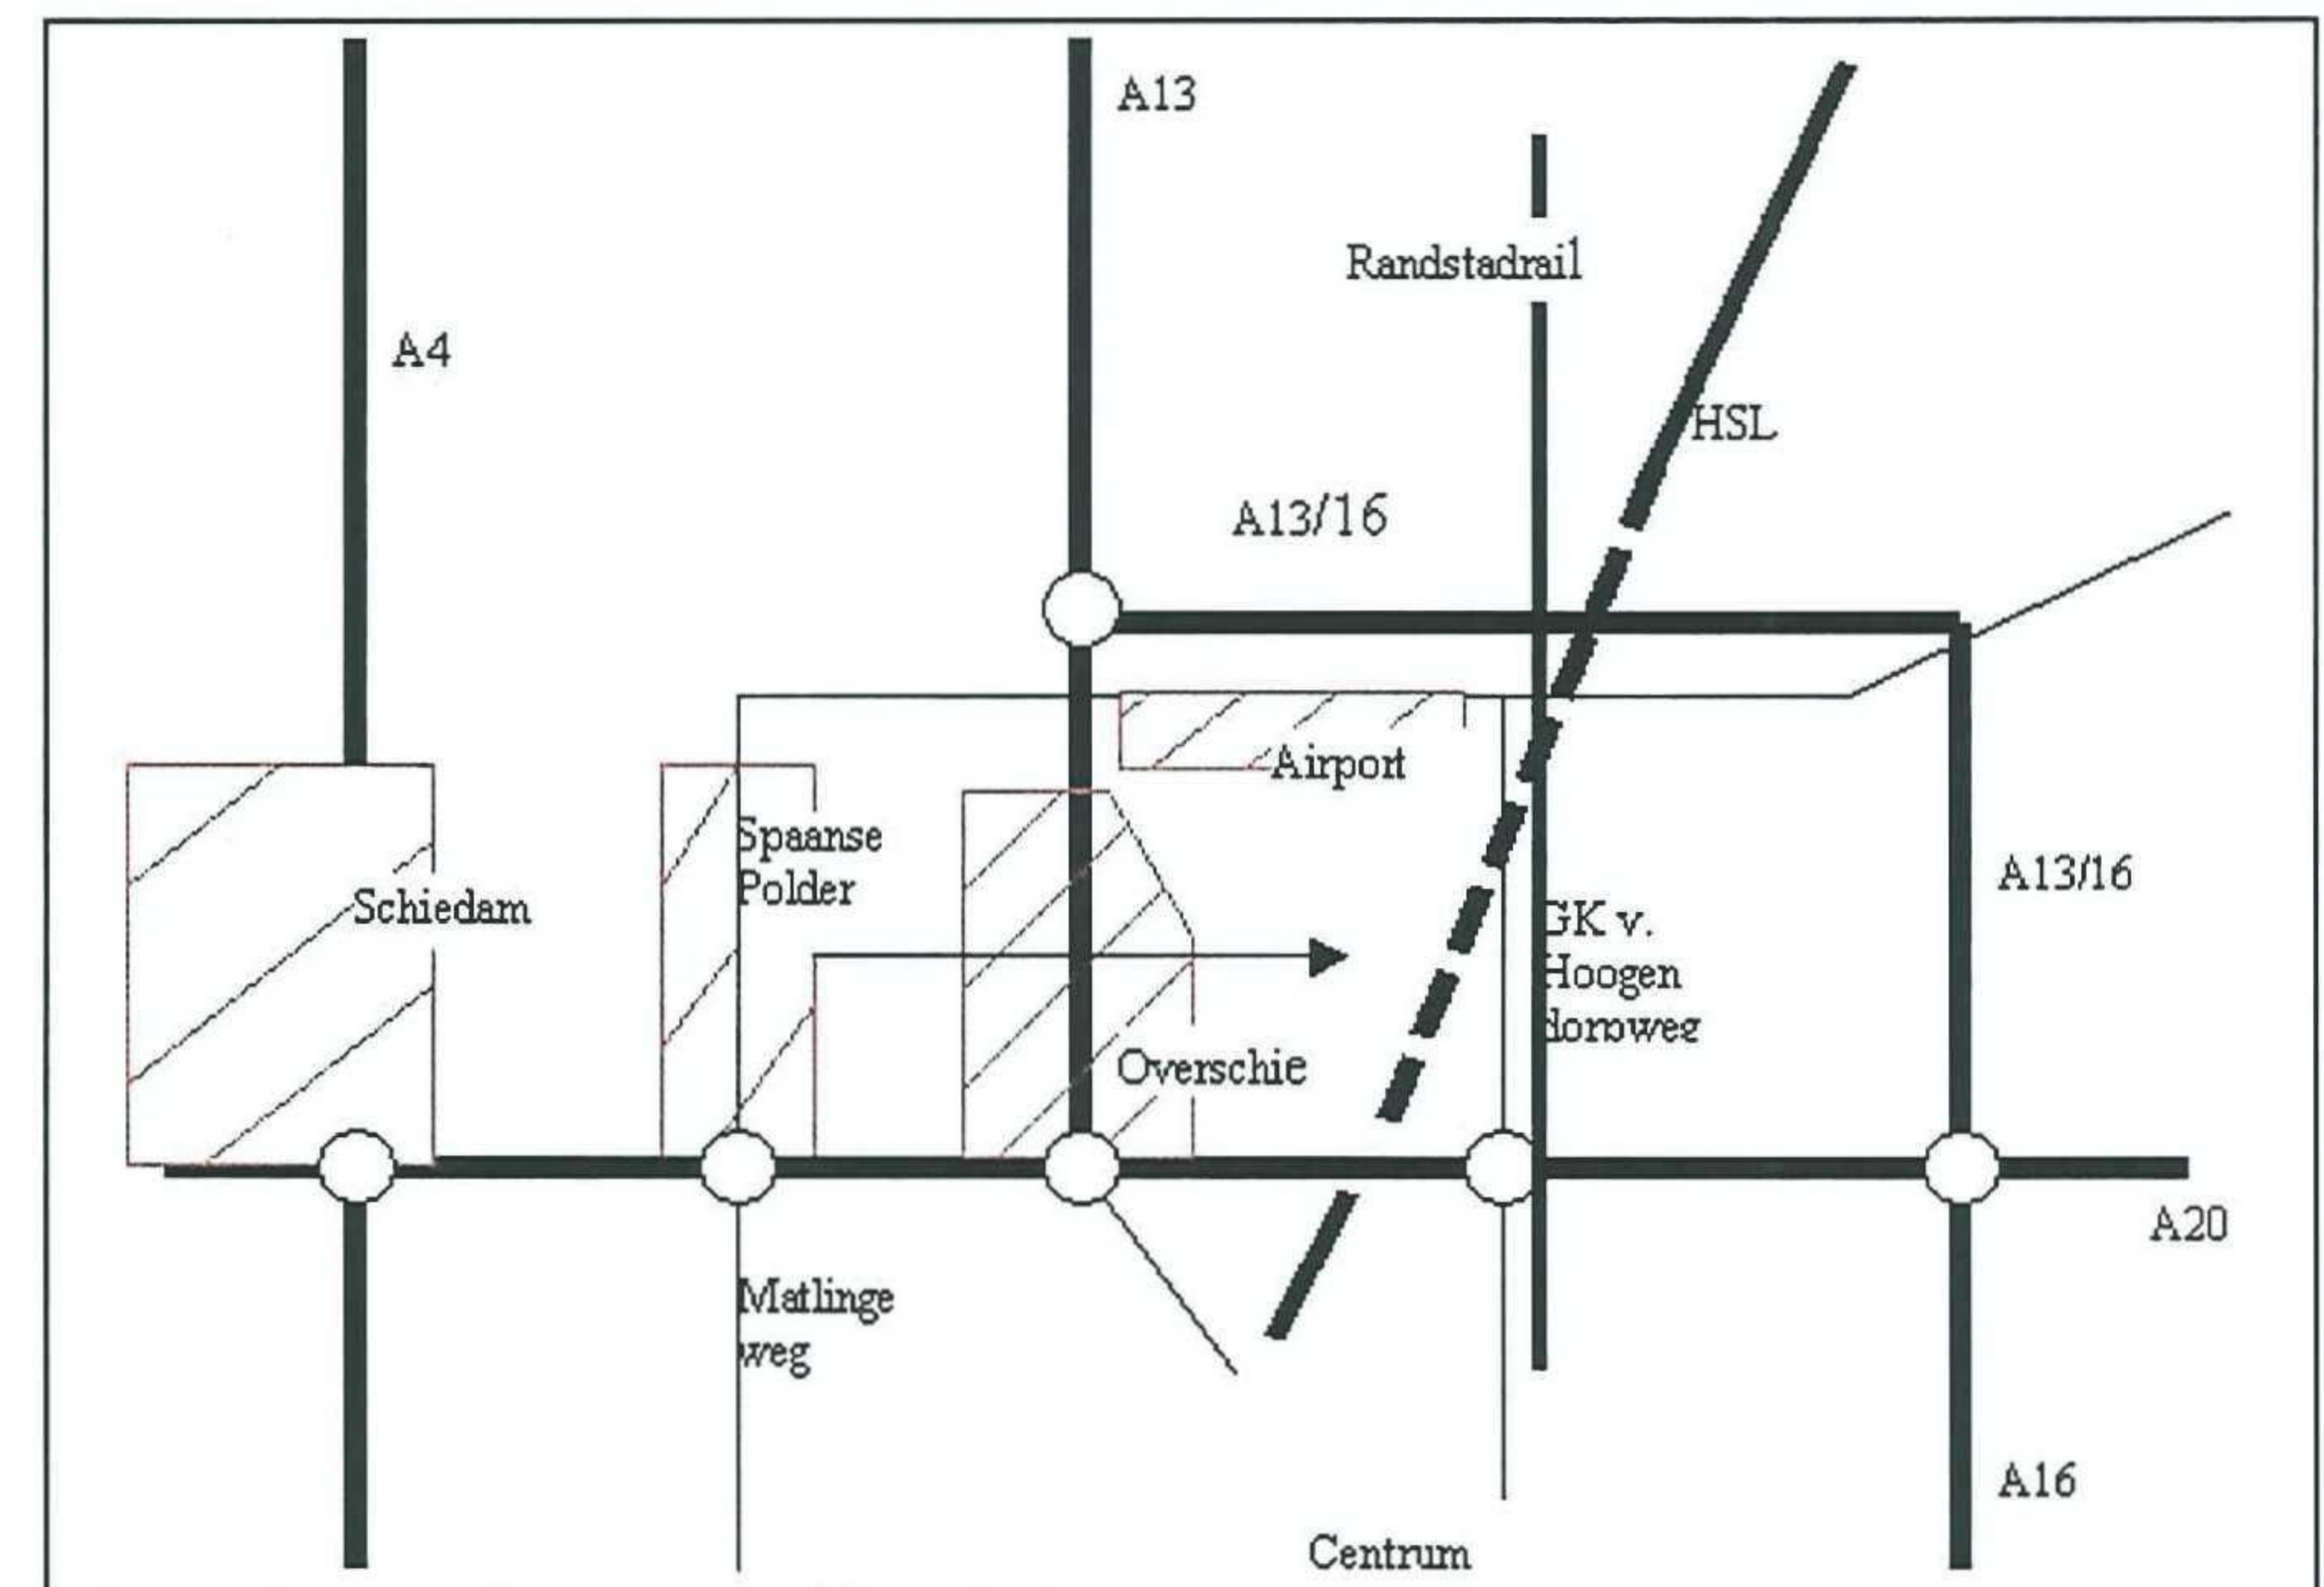 A13
Randstadrail
A4
HSL
A13/16
Airport
Spaanse
Polder
A13/16
Schiedam
GK v.
Hoogen
dorpweg
Overschie
A20
Matlinge
weg
A16
Centrum